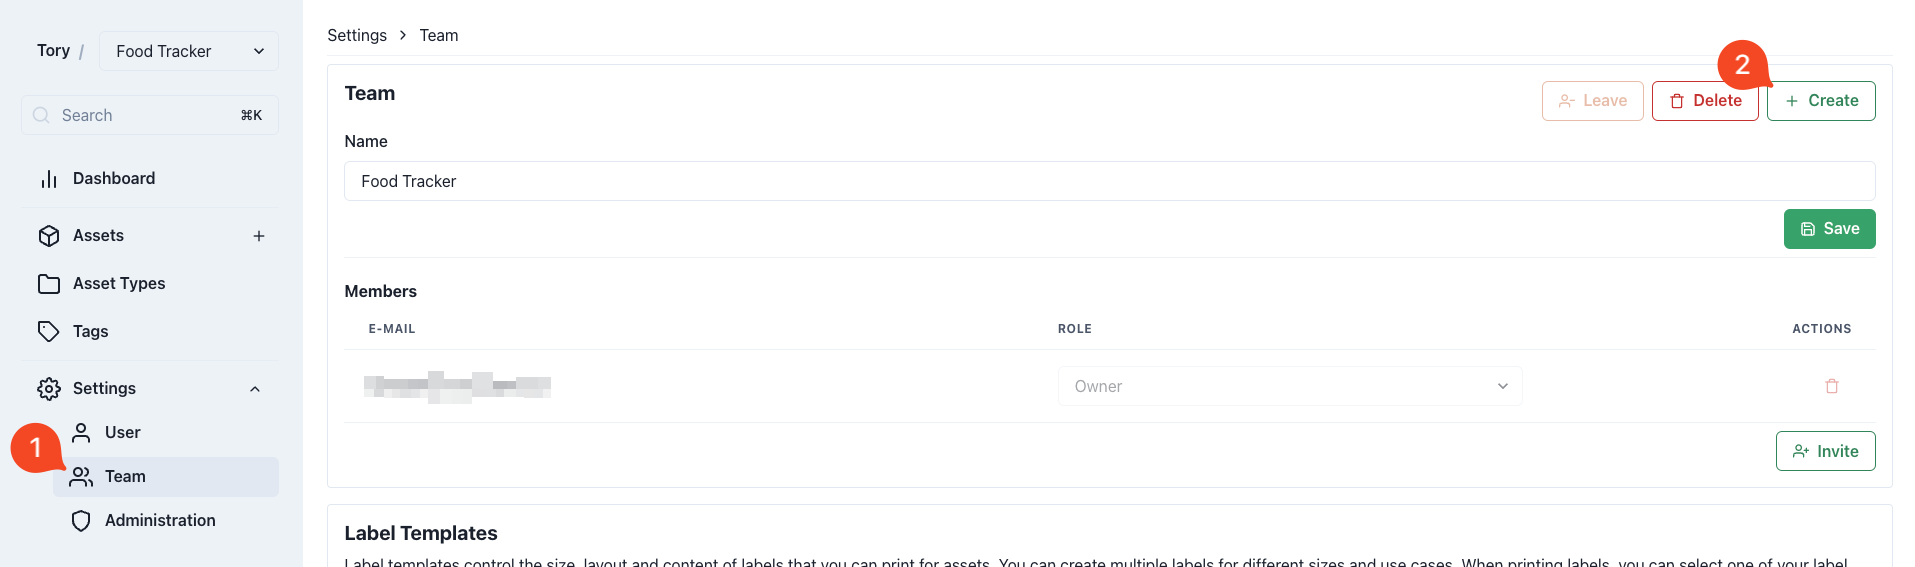 Tory / Food Tracker
Search ⌘K
Dashboard
Assets +
Asset Types
Tags
Settings
1
User
Team
Administration
Settings > Team
2
Team
Leave Delete + Create
Name
Food Tracker
Save
Members
E-MAIL ROLE ACTIONS
Owner
Invite
Label Templates
Label templates control the size, layout and content of labels that you can print for assets. You can create multiple labels for different sizes and use cases. When printing labels, you can select one of your label